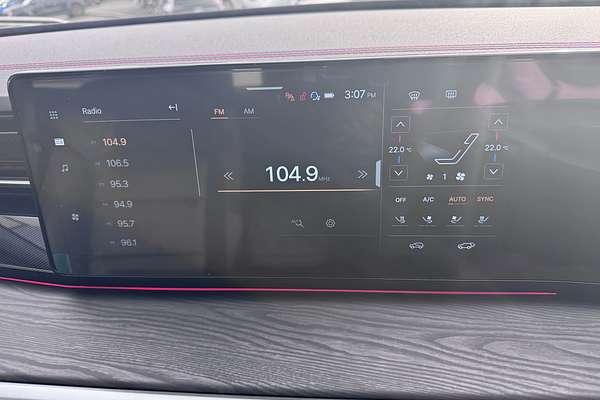 3:07 PM
Radio
FM AM
104.9
106.5
95.3
94.9
95.7
96.1
104.9 MHz
22.0 °C
22.0 °C
1
OFF A/C AUTO SYNC